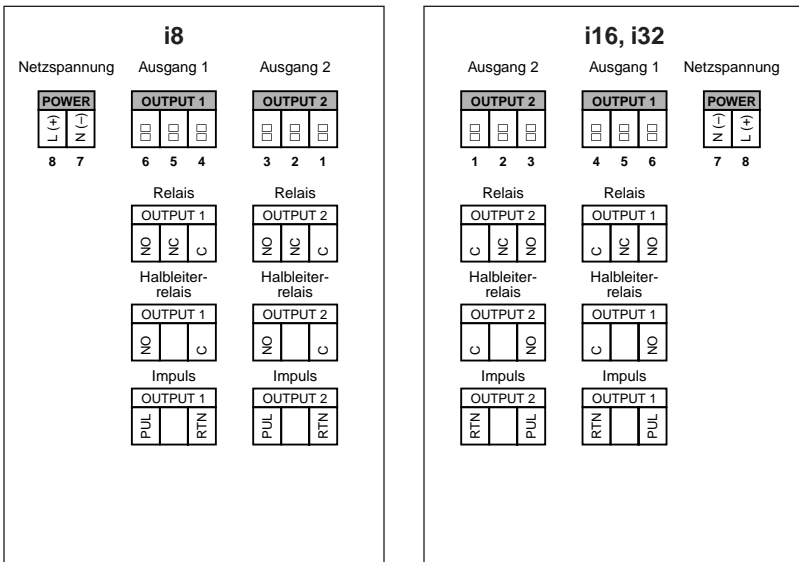 i8
Netzspannung Ausgang 1 Ausgang 2
POWER OUTPUT 1 OUTPUT 2
L (+) N (–)
8 7 6 5 4 3 2 1
Relais Relais
OUTPUT 1 OUTPUT 2
NO NC C NO NC C
Halbleiter-
relais
Halbleiter-
relais
OUTPUT 1 OUTPUT 2
NO C NO C
Impuls Impuls
OUTPUT 1 OUTPUT 2
PUL RTN PUL RTN
i16, i32
Ausgang 2 Ausgang 1 Netzspannung
OUTPUT 2 OUTPUT 1 POWER
N (–) L (+)
1 2 3 4 5 6 7 8
Relais Relais
OUTPUT 2 OUTPUT 1
C NC NO C NC NO
Halbleiter-
relais
Halbleiter-
relais
OUTPUT 2 OUTPUT 1
C NO C NO
Impuls Impuls
OUTPUT 2 OUTPUT 1
RTN PUL RTN PUL